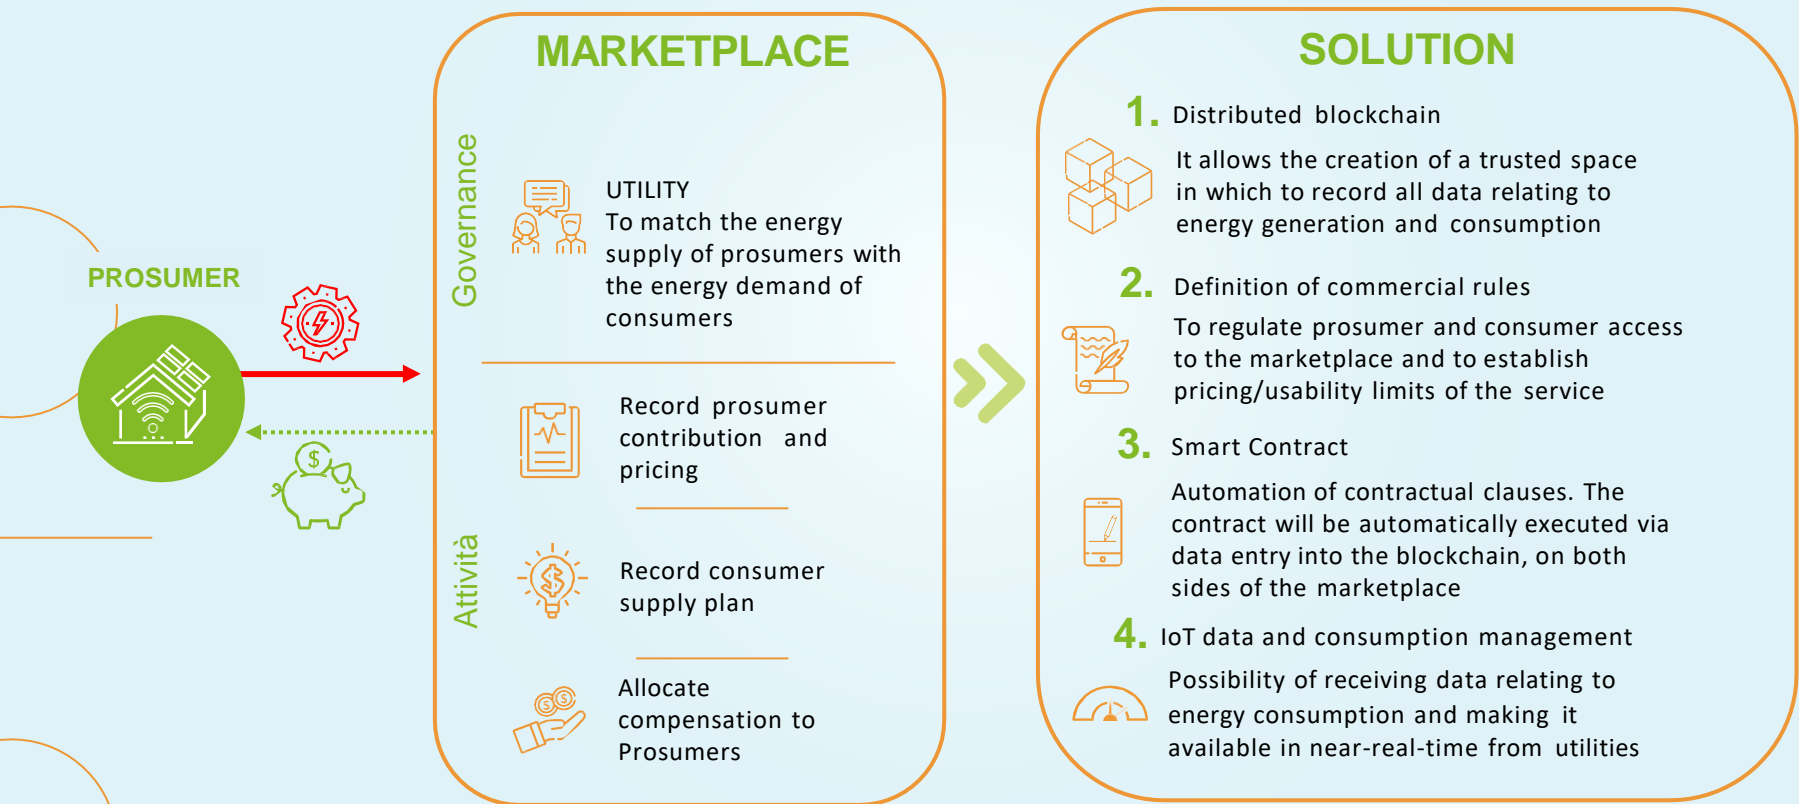 PROSUMER
MARKETPLACE
Governance
UTILITY
To match the energy
supply of prosumers with
the energy demand of
consumers
Attività
Record prosumer
contribution and
pricing
Record consumer
supply plan
Allocate
compensation to
Prosumers
SOLUTION
1. Distributed blockchain
It allows the creation of a trusted space
in which to record all data relating to
energy generation and consumption
2. Definition of commercial rules
To regulate prosumer and consumer access
to the marketplace and to establish
pricing/usability limits of the service
3. Smart Contract
Automation of contractual clauses. The
contract will be automatically executed via
data entry into the blockchain, on both
sides of the marketplace
4. IoT data and consumption management
Possibility of receiving data relating to
energy consumption and making it
available in near-real-time from utilities